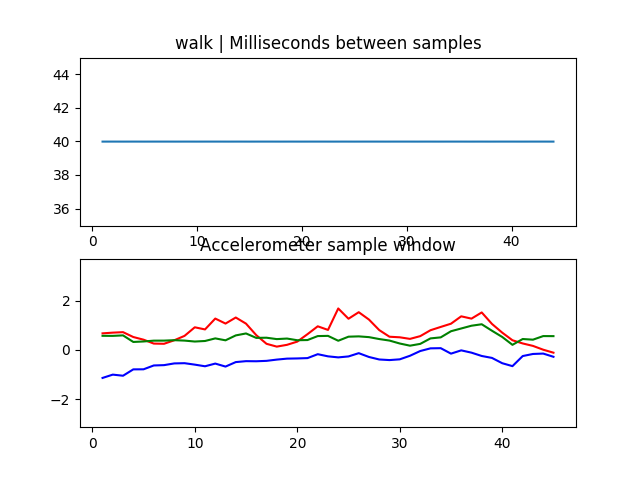 walk | Milliseconds between samples
44
42
40
38
36
0 10 20 30 40
Accelerometer sample window
2
0
−2
0 10 20 30 40